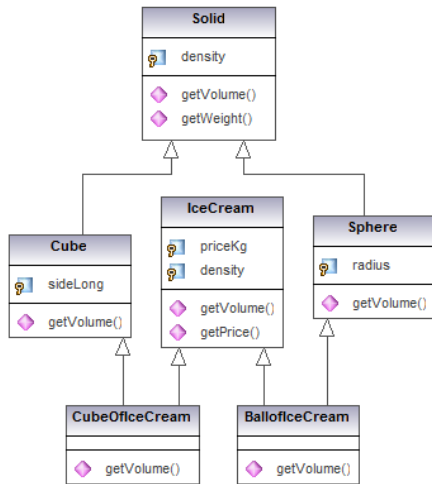 Solid
density
getVolume()
getWeight()
IceCream
priceKg
density
getVolume()
getPrice()
Cube
sideLong
getVolume()
Sphere
radius
getVolume()
CubeOfIceCream
getVolume()
BallofIceCream
getVolume()